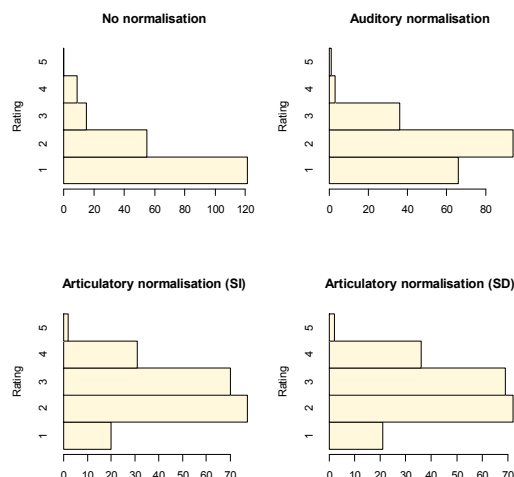 No normalisation
Rating
5
4
3
2
1
0 20 40 60 80 100 120
Auditory normalisation
Rating
5
4
3
2
1
0 20 40 60 80
Articulatory normalisation (SI)
Rating
5
4
3
2
1
0 10 20 30 40 50 60 70
Articulatory normalisation (SD)
Rating
5
4
3
2
1
0 10 20 30 40 50 60 70